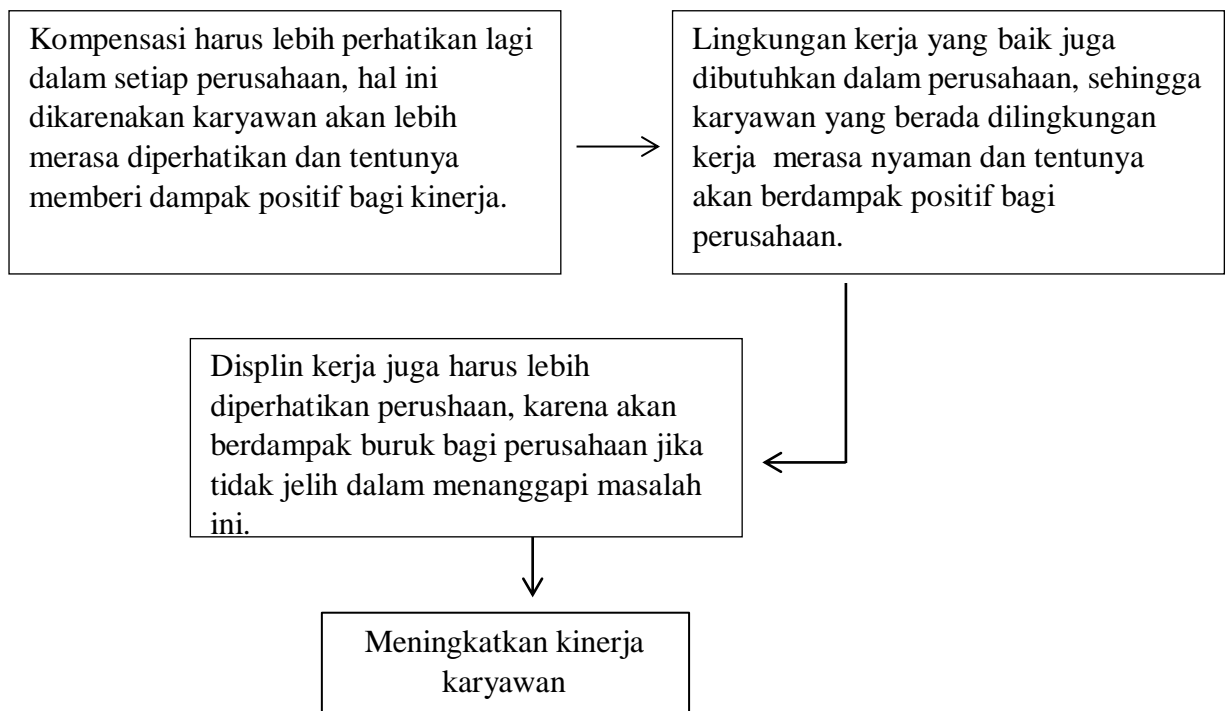 Kompensasi harus lebih perhatikan lagi
dalam setiap perusahaan, hal ini
dikarenakan karyawan akan lebih
merasa diperhatikan dan tentunya
memberi dampak positif bagi kinerja.
Lingkungan kerja yang baik juga
dibutuhkan dalam perusahaan, sehingga
karyawan yang berada dilingkungan
kerja  merasa nyaman dan tentunya
akan berdampak positif bagi
perusahaan.
Displin kerja juga harus lebih
diperhatikan perushaan, karena akan
berdampak buruk bagi perusahaan jika
tidak jelih dalam menanggapi masalah
ini.
Meningkatkan kinerja
karyawan